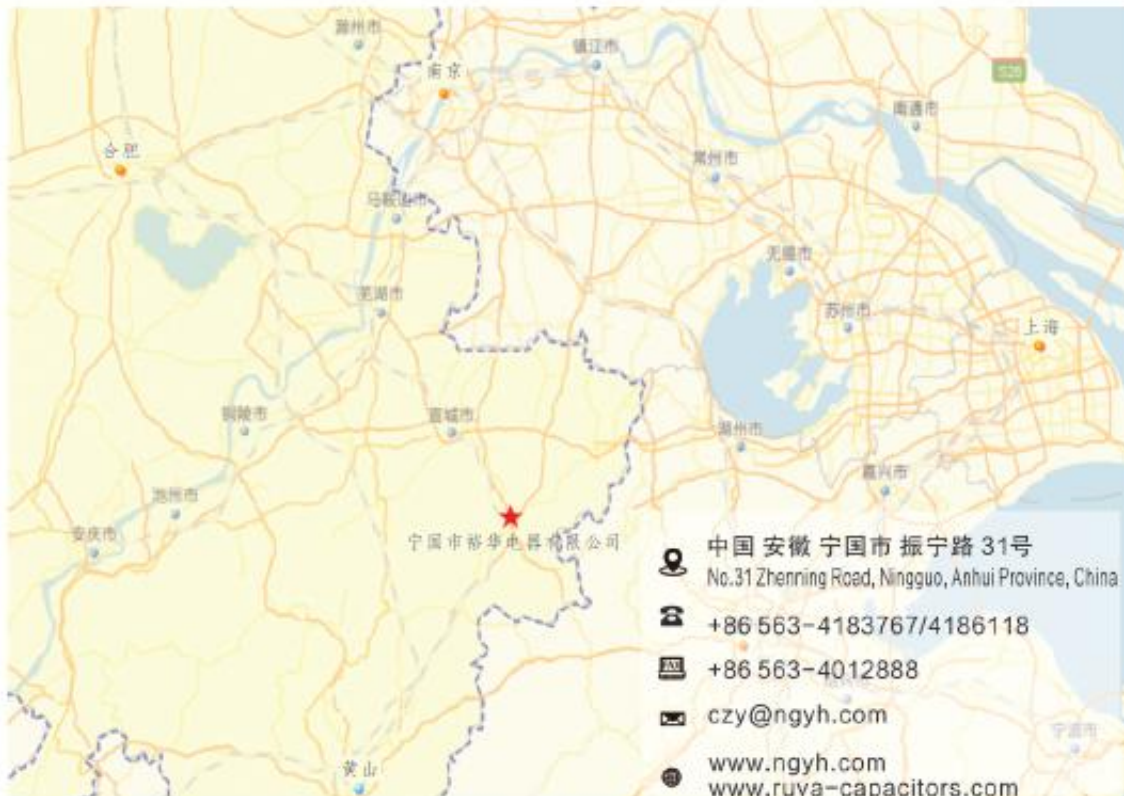 滁州市
镇江市
南京
S28
南通市
合肥
常州市
马鞍山市
无锡市
芜湖市
苏州市
上海
铜陵市
宣城市
湖州市
嘉兴市
池州市
安庆市
宁国市裕华电器有限公司
中国 安徽 宁国市 振宁路 31号
No.31 Zhenning Road, Ningguo, Anhui Province, China
+86 563-4183767/4186118
FAX
+86 563-4012888
czy@ngyh.com
宁波市
黄山
www.ngyh.com
www.ruva-capacitors.com